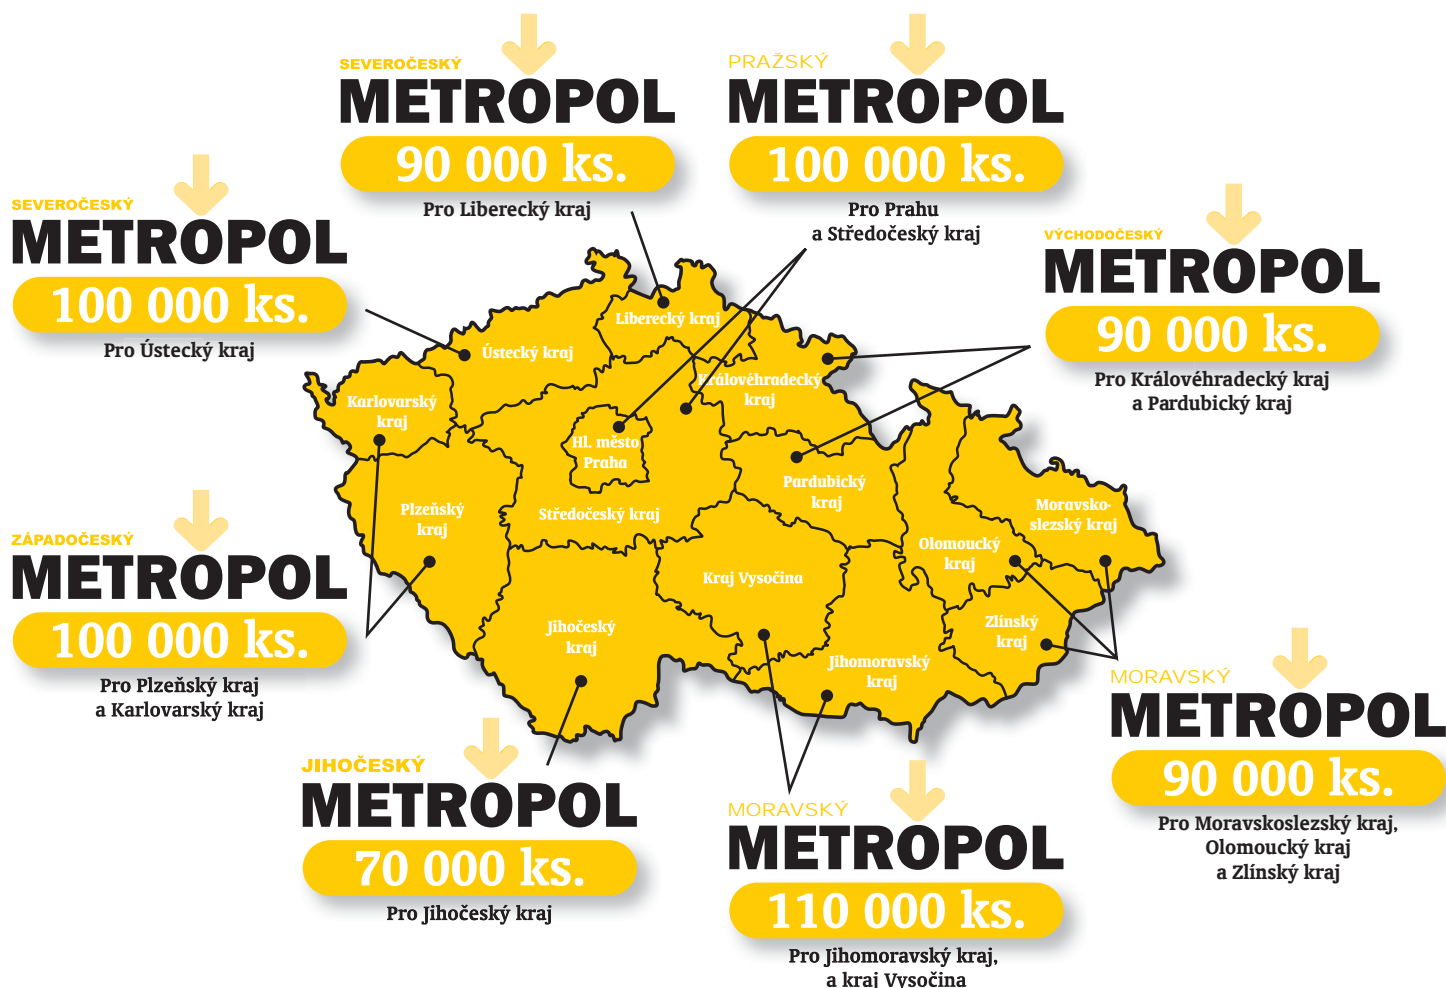 SEVEROČESKÝ
METROPOL
90 000 ks.
Pro Liberecký kraj
PRAŽSKÝ
METROPOL
100 000 ks.
Pro Prahu
a Středočeský kraj
SEVEROČESKÝ
METROPOL
100 000 ks.
Pro Ústecký kraj
VÝCHODOČESKÝ
METROPOL
90 000 ks.
Pro Královéhradecký kraj
a Pardubický kraj
Liberecký kraj
Ústecký kraj
Královéhradecký
kraj
Karlovarský
kraj
Hl. město
Praha
Pardubický
kraj
Plzeňský
kraj
Středočeský kraj
Moravsko-
slezský kraj
Olomoucký
kraj
Kraj Vysočina
Jihočeský
kraj
Zlínský
kraj
Jihomoravský
kraj
ZÁPADOČESKÝ
METROPOL
100 000 ks.
Pro Plzeňský kraj
a Karlovarský kraj
MORAVSKÝ
METROPOL
90 000 ks.
Pro Moravskoslezský kraj,
Olomoucký kraj
a Zlínský kraj
JIHOČESKÝ
METROPOL
70 000 ks.
Pro Jihočeský kraj
MORAVSKÝ
METROPOL
110 000 ks.
Pro Jihomoravský kraj,
a kraj Vysočina